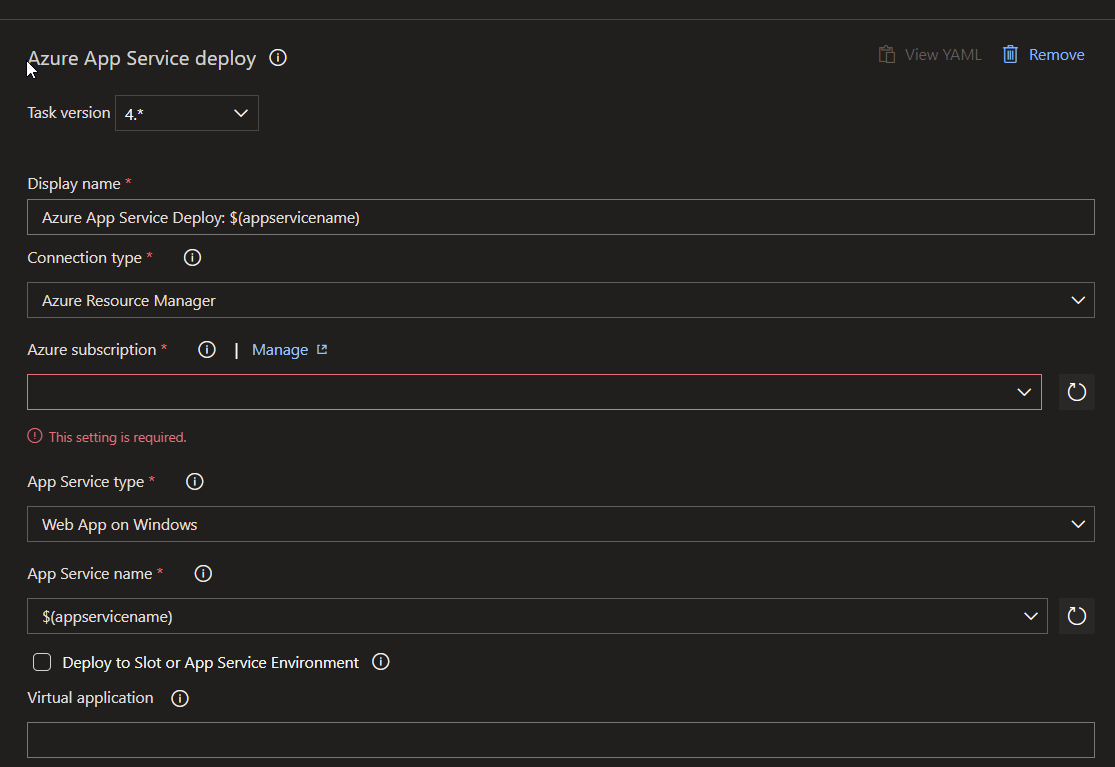 Azure App Service deploy
View YAML
Remove
Task version
4.*
Display name *
Azure App Service Deploy: $(appservicename)
Connection type *
Azure Resource Manager
Azure subscription *
| Manage
This setting is required.
App Service type *
Web App on Windows
App Service name *
$(appservicename)
Deploy to Slot or App Service Environment
Virtual application